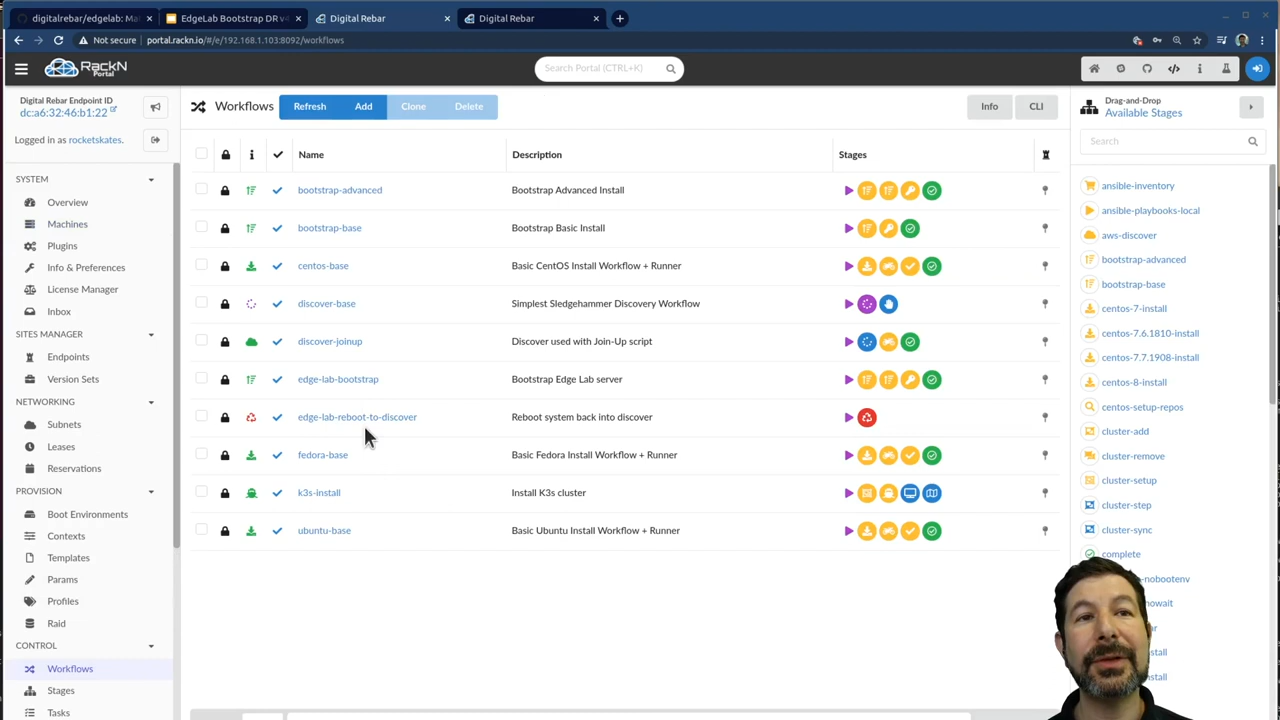 digitalrebar/edgelab: Ma
EdgeLab Bootstrap DR v4
Digital Rebar
Digital Rebar
Not secure
portal.rackn.io/#/e/192.168.1.103:8092/workflows
RackN
Portal
Search Portal (CTRL+K)
Digital Rebar Endpoint ID
dc:a6:32:46:b1:22
Logged in as rocketskates.
SYSTEM
Overview
Machines
Plugins
Info & Preferences
License Manager
Inbox
SITES MANAGER
Endpoints
Version Sets
NETWORKING
Subnets
Leases
Reservations
PROVISION
Boot Environments
Contexts
Templates
Params
Profiles
Raid
CONTROL
Workflows
Stages
Tasks
Workflows
Refresh
Add
Clone
Delete
Info
CLI
Name
Description
Stages
bootstrap-advanced
Bootstrap Advanced Install
bootstrap-base
Bootstrap Basic Install
centos-base
Basic CentOS Install Workflow + Runner
discover-base
Simplest Sledgehammer Discovery Workflow
discover-joinup
Discover used with Join-Up script
edge-lab-bootstrap
Bootstrap Edge Lab server
edge-lab-reboot-to-discover
Reboot system back into discover
fedora-base
Basic Fedora Install Workflow + Runner
k3s-install
Install K3s cluster
ubuntu-base
Basic Ubuntu Install Workflow + Runner
Drag-and-Drop
Available Stages
Search
ansible-inventory
ansible-playbooks-local
aws-discover
bootstrap-advanced
bootstrap-base
centos-7-install
centos-7.6.1810-install
centos-7.7.1908-install
centos-8-install
centos-setup-repos
cluster-add
cluster-remove
cluster-setup
cluster-step
cluster-sync
complete
-nobootenv
nowait
ar
stall
install